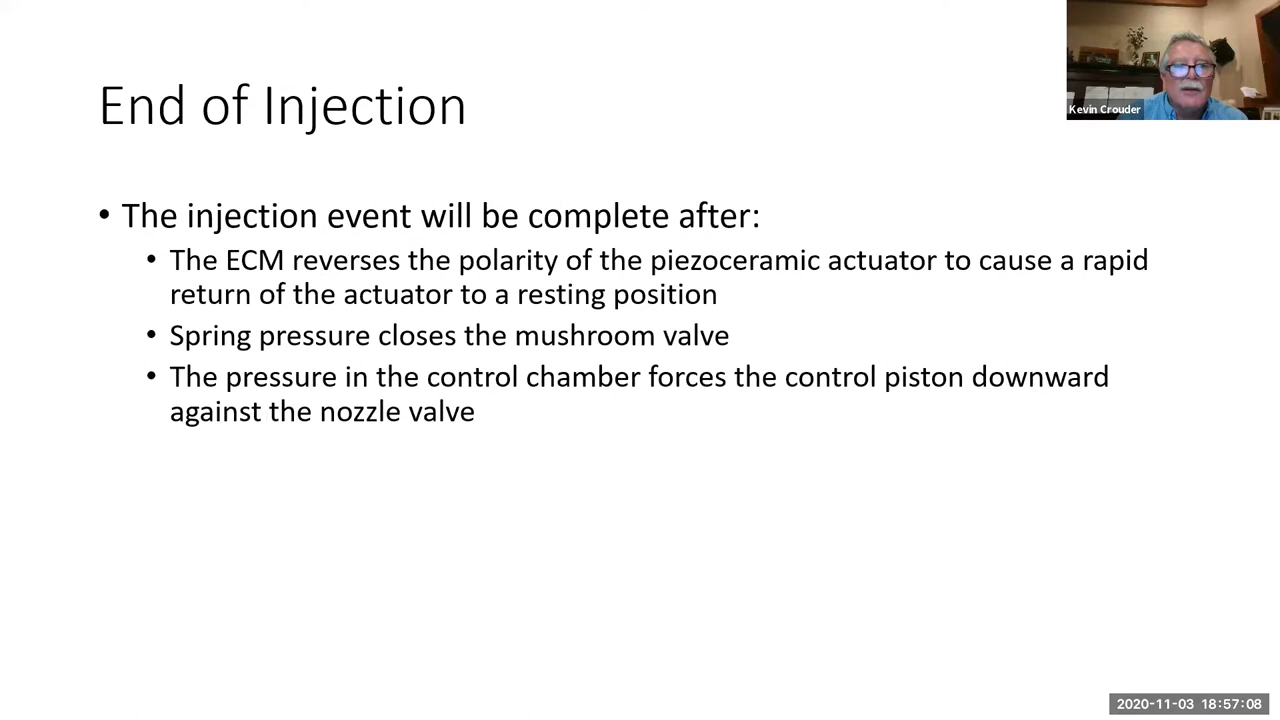 End of Injection
Kevin Crouder
• The injection event will be complete after:
• The ECM reverses the polarity of the piezoceramic actuator to cause a rapid
return of the actuator to a resting position
• Spring pressure closes the mushroom valve
• The pressure in the control chamber forces the control piston downward
against the nozzle valve
2020-11-03 18:57:08